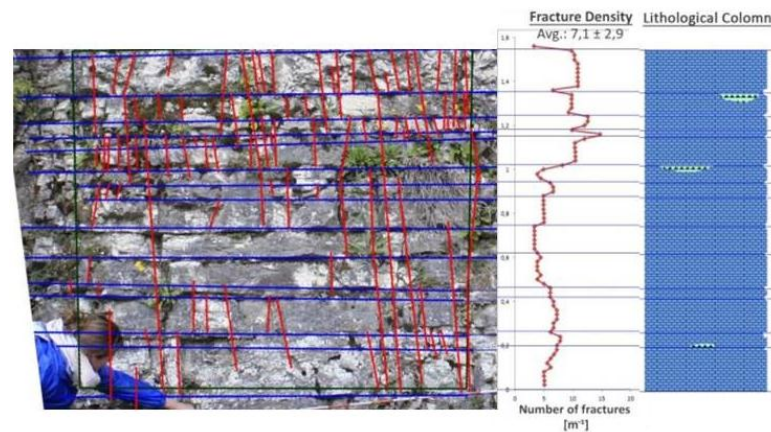 Fracture Density
Lithological Colomn
Avg.: 7,1 ± 2,9
1,6
1,4
1,2
1
0,8
0,6
0,4
0,2
0
0 5 10 15 20
Number of fractures
[m⁻¹]